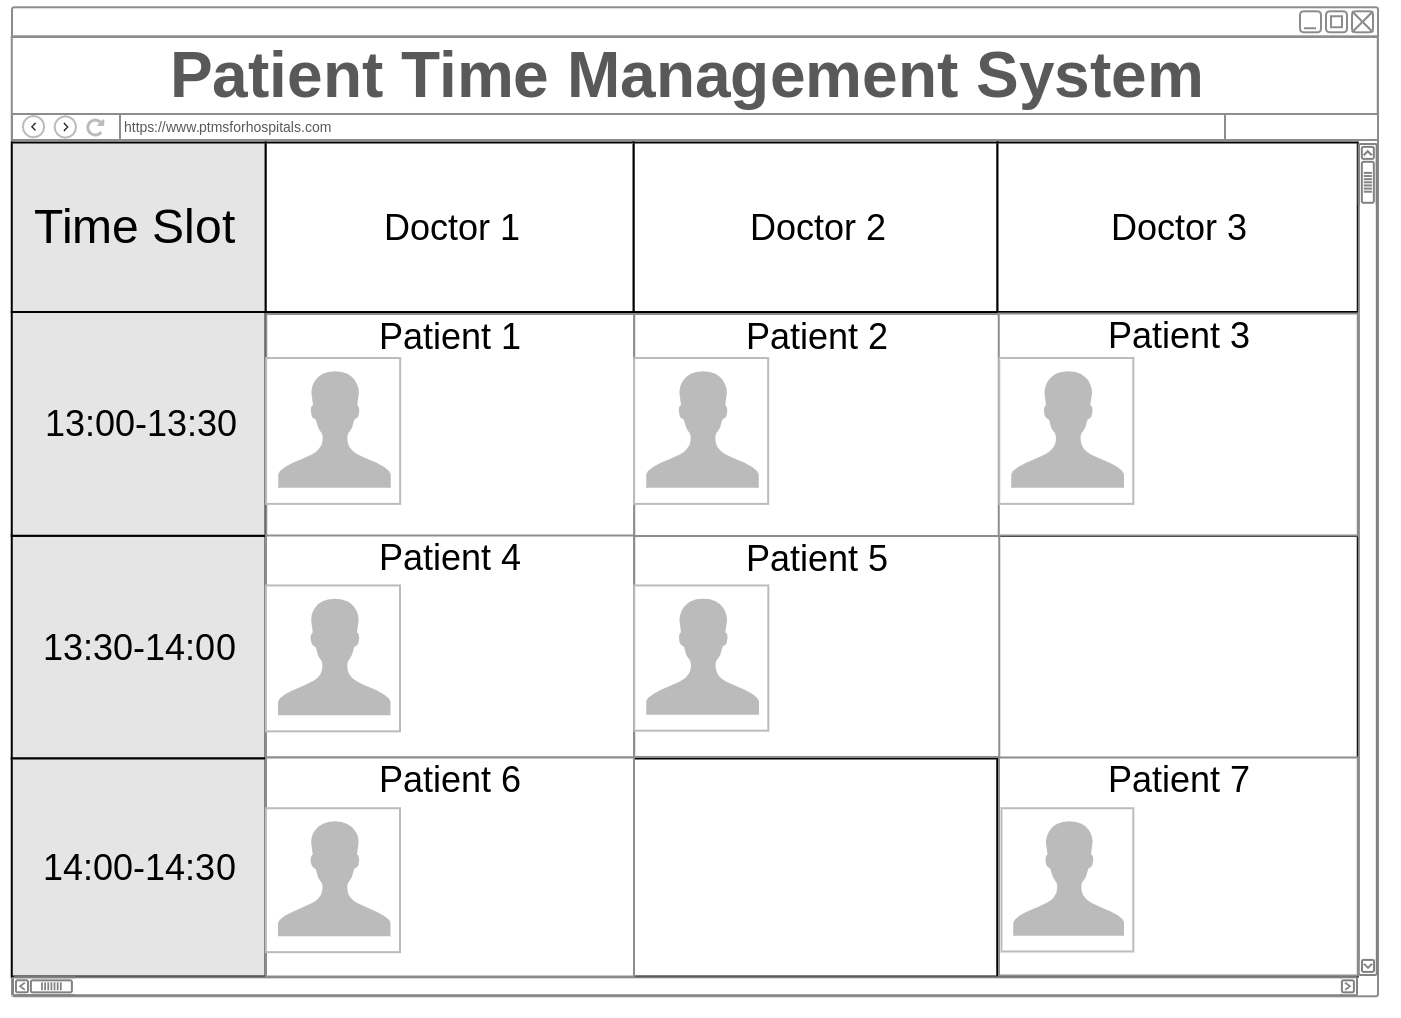 Patient Time Management System
https://www.ptmsforhospitals.com
Time Slot
Doctor 1
Doctor 2
Doctor 3
13:00-13:30
Patient 1
Patient 2
Patient 3
13:30-14:00
Patient 4
Patient 5
14:00-14:30
Patient 6
Patient 7